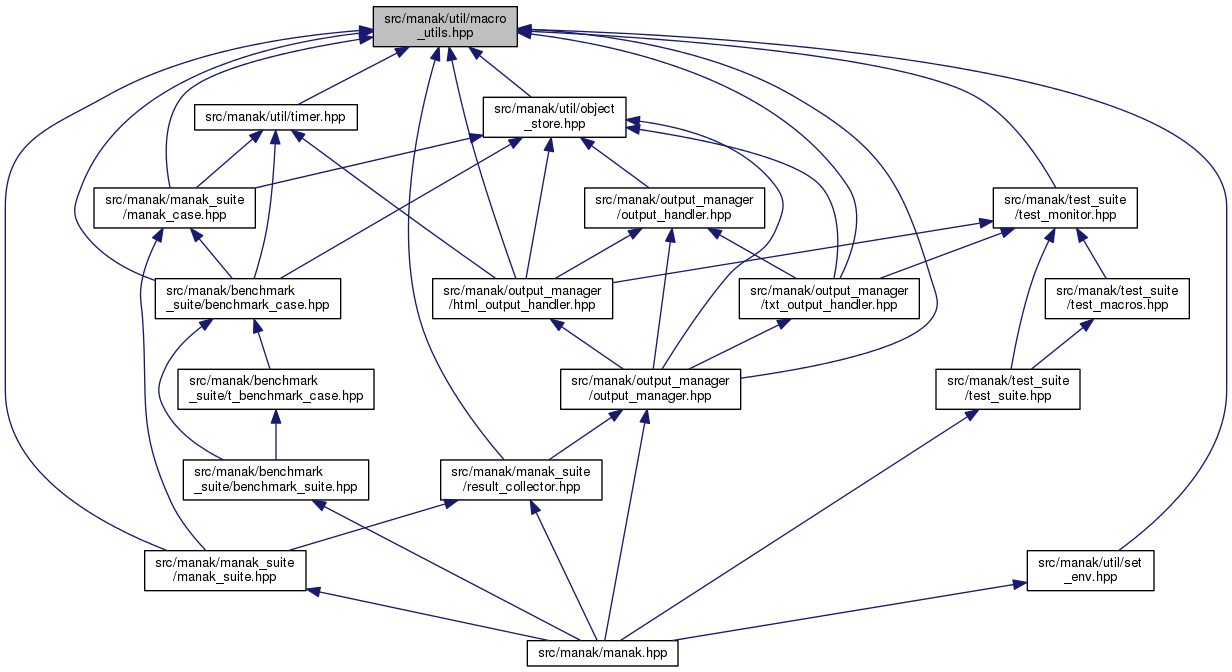 src/manak/util/macro
_utils.hpp
src/manak/util/timer.hpp
src/manak/util/object
_store.hpp
src/manak/manak_suite
/manak_case.hpp
src/manak/output_manager
/output_handler.hpp
src/manak/test_suite
/test_monitor.hpp
src/manak/benchmark
_suite/benchmark_case.hpp
src/manak/output_manager
/html_output_handler.hpp
src/manak/output_manager
/txt_output_handler.hpp
src/manak/test_suite
/test_macros.hpp
src/manak/benchmark
_suite/t_benchmark_case.hpp
src/manak/output_manager
/output_manager.hpp
src/manak/test_suite
/test_suite.hpp
src/manak/benchmark
_suite/benchmark_suite.hpp
src/manak/manak_suite
/result_collector.hpp
src/manak/manak_suite
/manak_suite.hpp
src/manak/util/set
_env.hpp
src/manak/manak.hpp